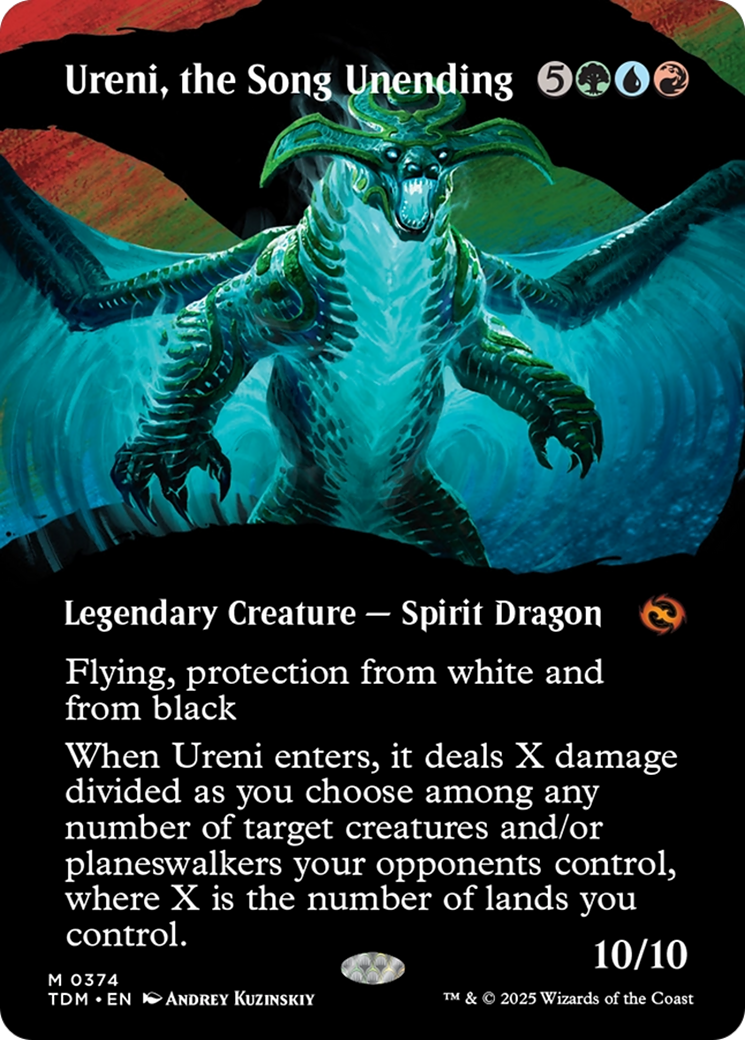 Ureni, the Song Unending 5
Legendary Creature — Spirit Dragon
Flying, protection from white and
from black
When Ureni enters, it deals X damage
divided as you choose among any
number of target creatures and/or
planeswalkers your opponents control,
where X is the number of lands you
control.
10/10
M 0374
TDM • EN Andrey Kuzinskiy
™ & © 2025 Wizards of the Coast